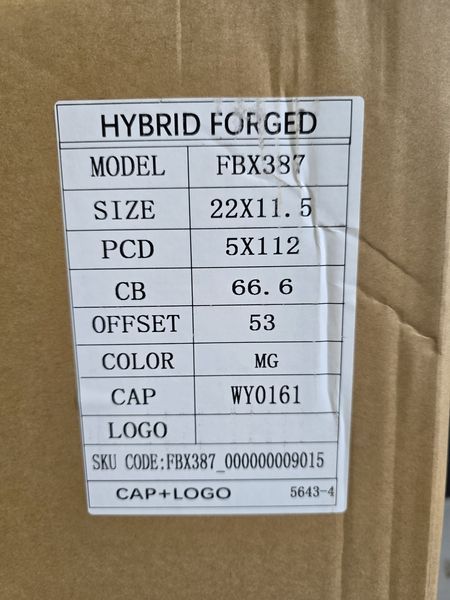 HYBRID FORGED
MODEL FBX387
SIZE 22X11.5
PCD 5X112
CB 66.6
OFFSET 53
COLOR MG
CAP WY0161
LOGO
SKU CODE:FBX387_000000009015
CAP+LOGO 5643-4